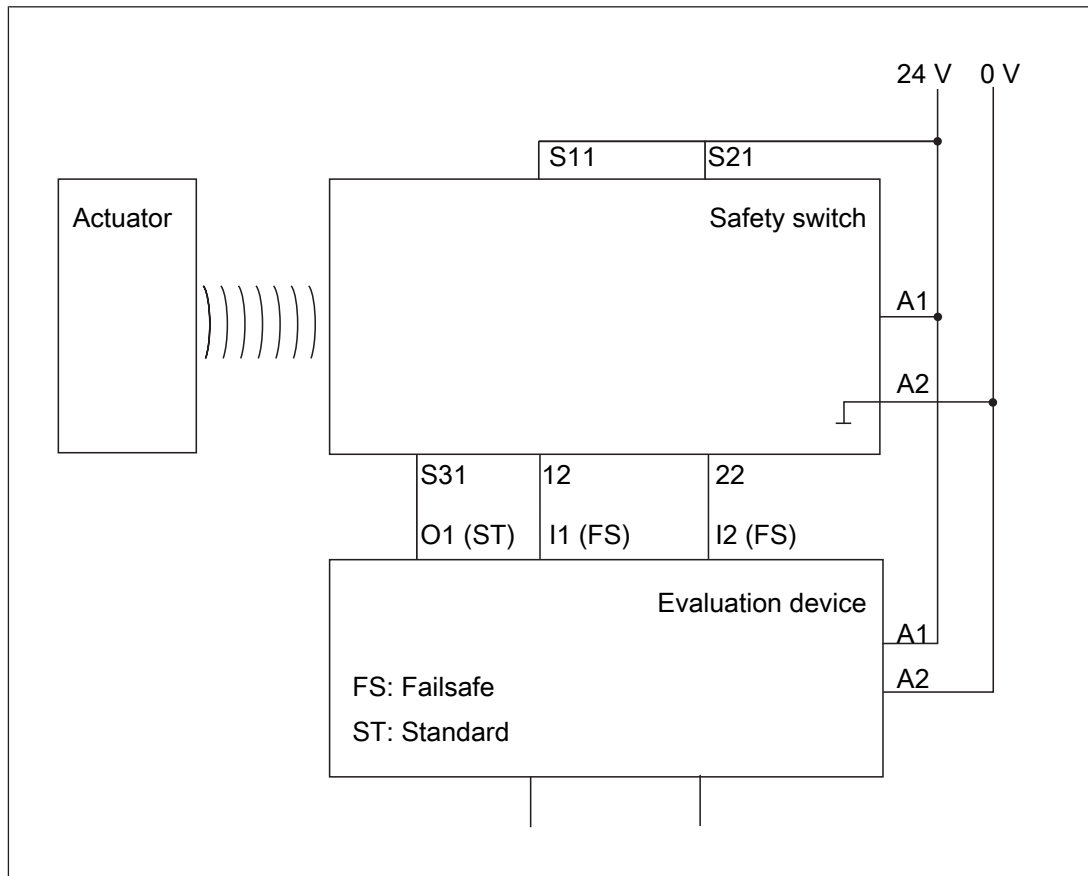 24 V 0 V
S11 S21
Actuator
Safety switch
A1
A2
S31 12 22
O1 (ST) I1 (FS) I2 (FS)
Evaluation device
A1
A2
FS: Failsafe
ST: Standard